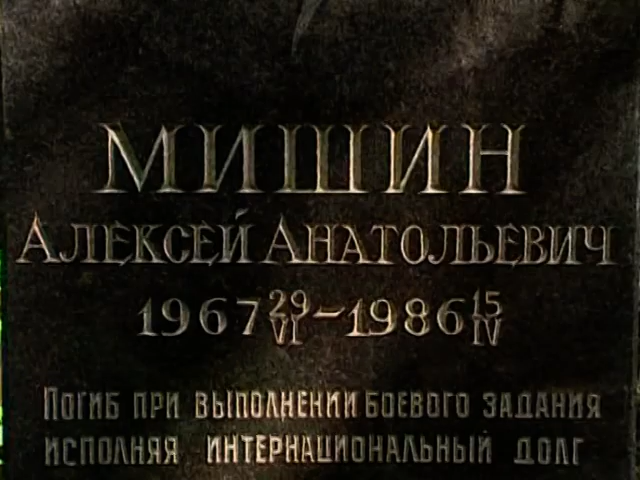 МИШИН
АЛЕКСЕЙ АНАТОЛЬЕВИЧ
1967 29/VI – 1986 15/IV
ПОГИБ ПРИ ВЫПОЛНЕНИИ БОЕВОГО ЗАДАНИЯ
ИСПОЛНЯЯ ИНТЕРНАЦИОНАЛЬНЫЙ ДОЛГ